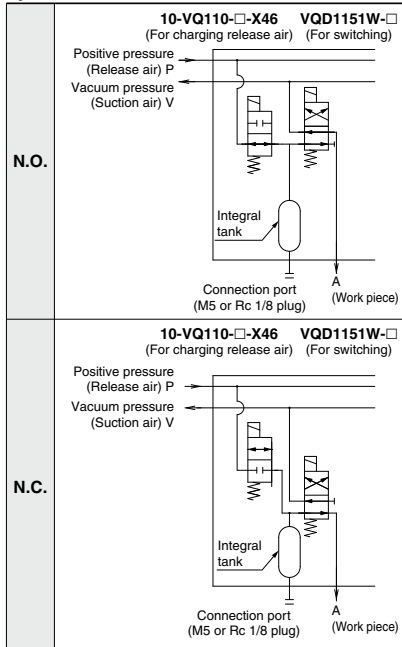 10-VQ110-□-X46 VQD1151W-□
(For charging release air) (For switching)
Positive pressure
(Release air) P
Vacuum pressure
(Suction air) V
N.O.
Integral
tank
Connection port
(M5 or Rc 1/8 plug)
A
(Work piece)
10-VQ110-□-X46 VQD1151W-□
(For charging release air) (For switching)
Positive pressure
(Release air) P
Vacuum pressure
(Suction air) V
N.C.
Integral
tank
Connection port
(M5 or Rc 1/8 plug)
A
(Work piece)